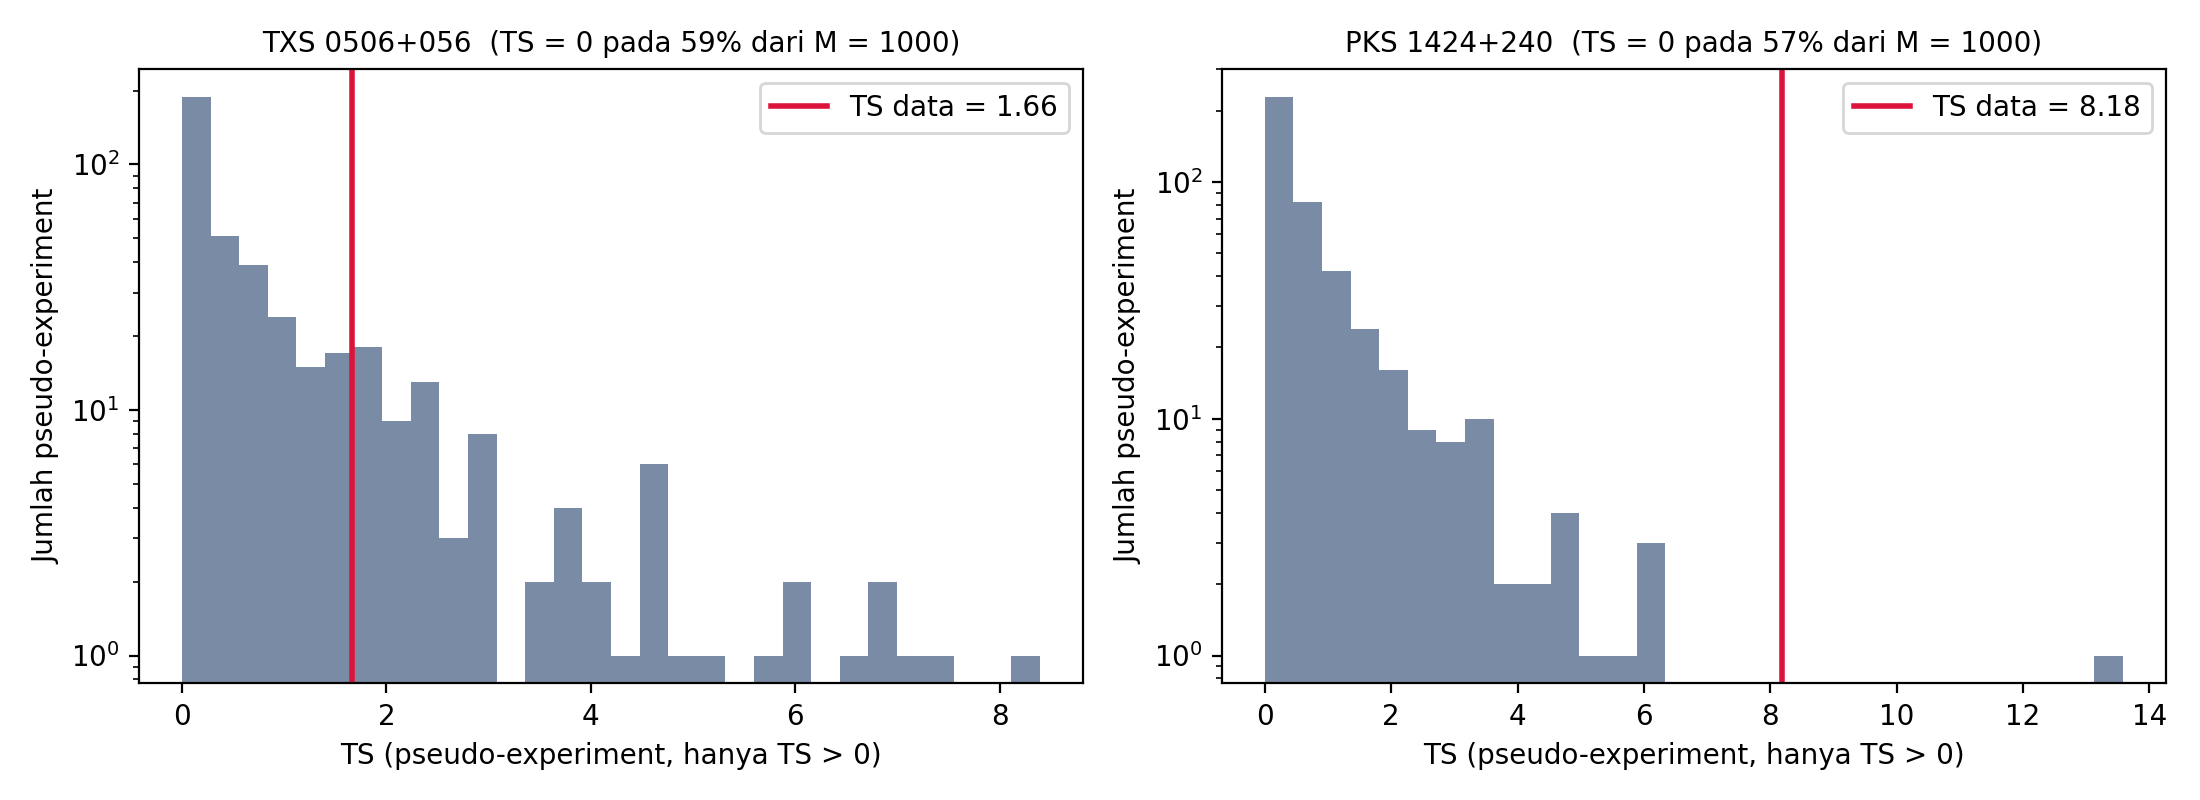 TXS 0506+056 (TS = 0 pada 59% dari M = 1000)
TS data = 1.66
Jumlah pseudo-experiment
10²
10¹
10⁰
0 2 4 6 8
TS (pseudo-experiment, hanya TS > 0)
PKS 1424+240 (TS = 0 pada 57% dari M = 1000)
TS data = 8.18
Jumlah pseudo-experiment
10²
10¹
10⁰
0 2 4 6 8 10 12 14
TS (pseudo-experiment, hanya TS > 0)